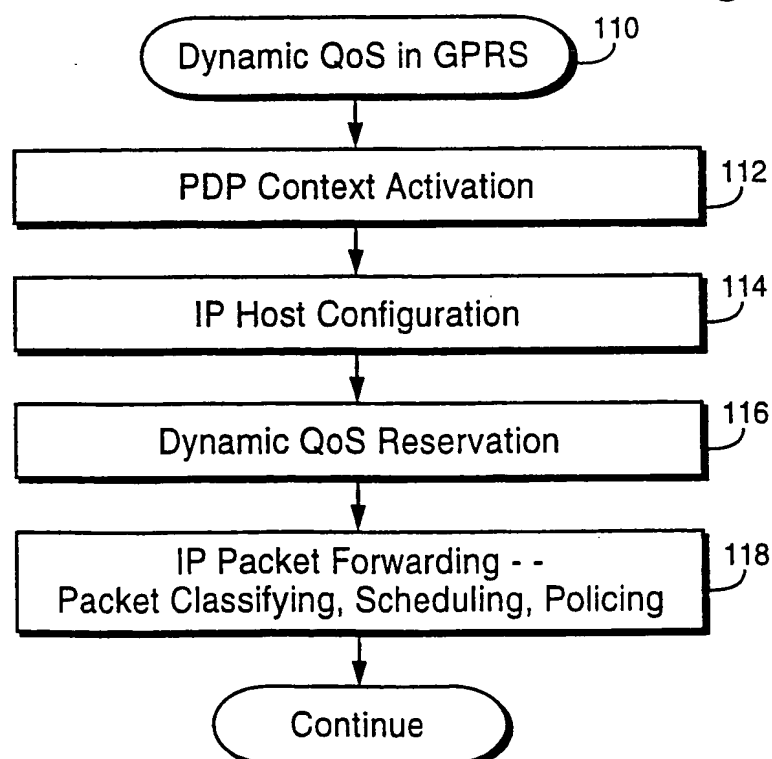 Dynamic QoS in GPRS
110
PDP Context Activation
112
IP Host Configuration
114
Dynamic QoS Reservation
116
IP Packet Forwarding - -
Packet Classifying, Scheduling, Policing
118
Continue